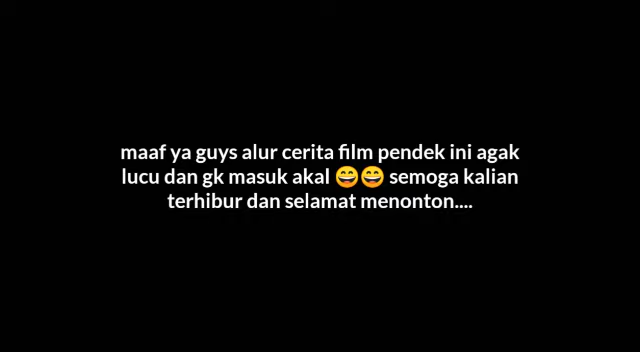 maaf ya guys alur cerita film pendek ini agak
lucu dan gk masuk akal 😄😄 semoga kalian
terhibur dan selamat menonton....